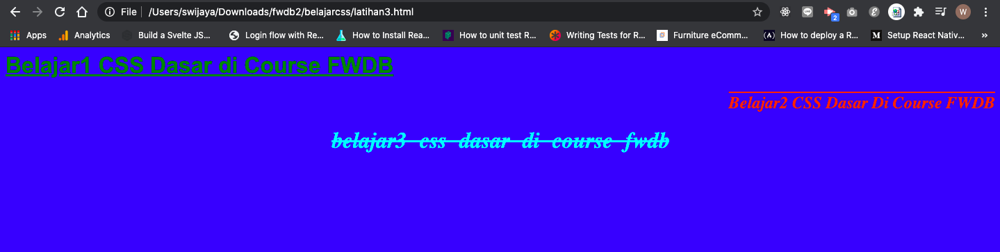 File /Users/swijaya/Downloads/fwdb2/belajarcss/latihan3.html 2 W
Apps Analytics Build a Svelte JS... Login flow with Re... How to Install Rea... How to unit test R... Writing Tests for R... Furniture eComm... How to deploy a R... Setup React Nativ... »
Belajar1 CSS Dasar di Course FWDB
Belajar2 CSS Dasar Di Course FWDB
belajar3 css dasar di course fwdb